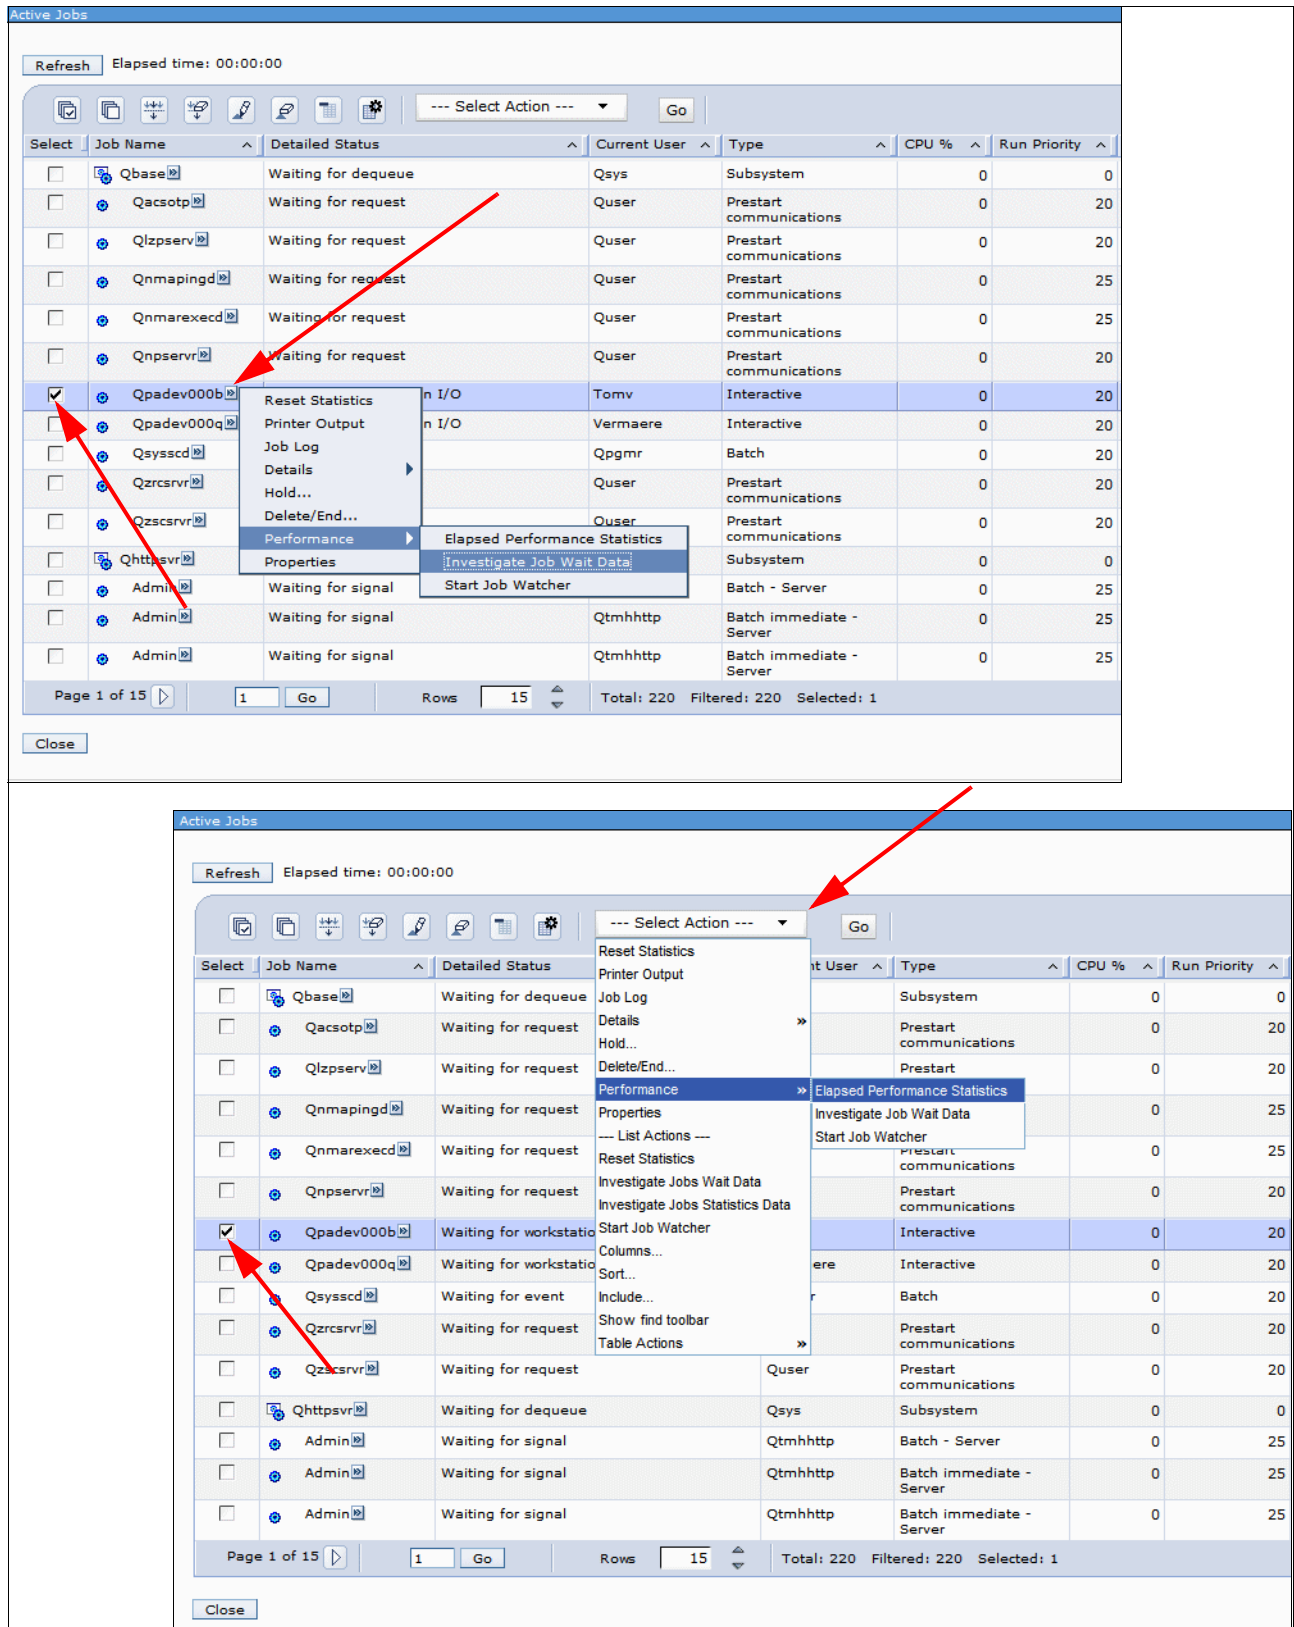 Active Jobs
Refresh Elapsed time: 00:00:00
--- Select Action --- Go
Select Job Name Detailed Status Current User Type CPU % Run Priority
Qbase Waiting for dequeue Qsys Subsystem 0 0
Qacsotp Waiting for request Quser Prestart communications 0 20
Qlzpserv Waiting for request Quser Prestart communications 0 20
Qnmapingd Waiting for request Quser Prestart communications 0 25
Qnmarexecd Waiting for request Quser Prestart communications 0 25
Qnpservr Waiting for request Quser Prestart communications 0 20
Qpadev000b n I/O Tomv Interactive 0 20
Qpadev000q n I/O Vermaere Interactive 0 20
Qsysscd Qpgmr Batch 0 20
Qzrcsrvr Quser Prestart communications 0 20
Qzscsrvr Quser Prestart communications 0 20
Qhttpsvr Subsystem 0 0
Admin Waiting for signal Batch - Server 0 25
Admin Waiting for signal Qtmhhttp Batch immediate - Server 0 25
Admin Waiting for signal Qtmhhttp Batch immediate - Server 0 25
Reset Statistics
Printer Output
Job Log
Details
Hold...
Delete/End...
Performance
Properties
Elapsed Performance Statistics
Investigate Job Wait Data
Start Job Watcher
Page 1 of 15 1 Go Rows 15 Total: 220 Filtered: 220 Selected: 1
Close
Active Jobs
Refresh Elapsed time: 00:00:00
--- Select Action --- Go
Select Job Name Detailed Status nt User Type CPU % Run Priority
Qbase Waiting for dequeue Subsystem 0 0
Qacsotp Waiting for request Prestart communications 0 20
Qlzpserv Waiting for request Prestart 0 20
Qnmapingd Waiting for request 0 25
Qnmarexecd Waiting for request Prestart communications 0 25
Qnpservr Waiting for request Prestart communications 0 20
Qpadev000b Waiting for workstatio Interactive 0 20
Qpadev000q Waiting for workstatio ere Interactive 0 20
Qsysscd Waiting for event r Batch 0 20
Qzrcsrvr Waiting for request Prestart communications 0 20
Qzscsrvr Waiting for request Quser Prestart communications 0 20
Qhttpsvr Waiting for dequeue Qsys Subsystem 0 0
Admin Waiting for signal Qtmhhttp Batch - Server 0 25
Admin Waiting for signal Qtmhhttp Batch immediate - Server 0 25
Admin Waiting for signal Qtmhhttp Batch immediate - Server 0 25
Reset Statistics
Printer Output
Job Log
Details »
Hold...
Delete/End...
Performance »
Properties
--- List Actions ---
Reset Statistics
Investigate Jobs Wait Data
Investigate Jobs Statistics Data
Start Job Watcher
Columns...
Sort...
Include...
Show find toolbar
Table Actions »
Elapsed Performance Statistics
Investigate Job Wait Data
Start Job Watcher
Page 1 of 15 1 Go Rows 15 Total: 220 Filtered: 220 Selected: 1
Close